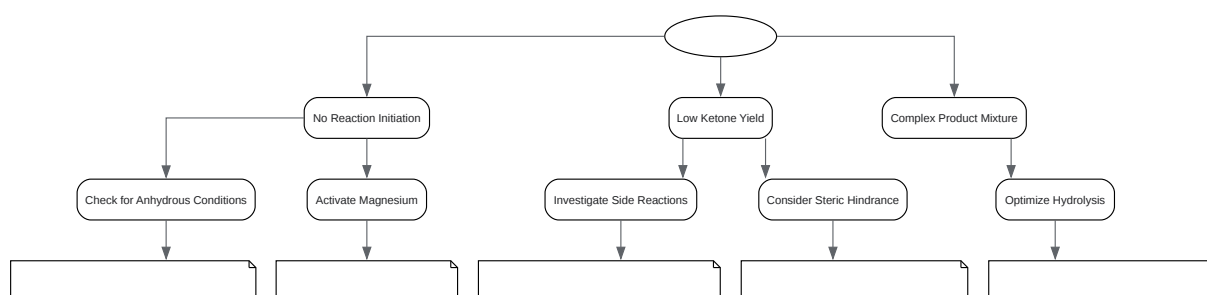 No Reaction Initiation
Low Ketone Yield
Complex Product Mixture
Check for Anhydrous Conditions
Activate Magnesium
Investigate Side Reactions
Consider Steric Hindrance
Optimize Hydrolysis